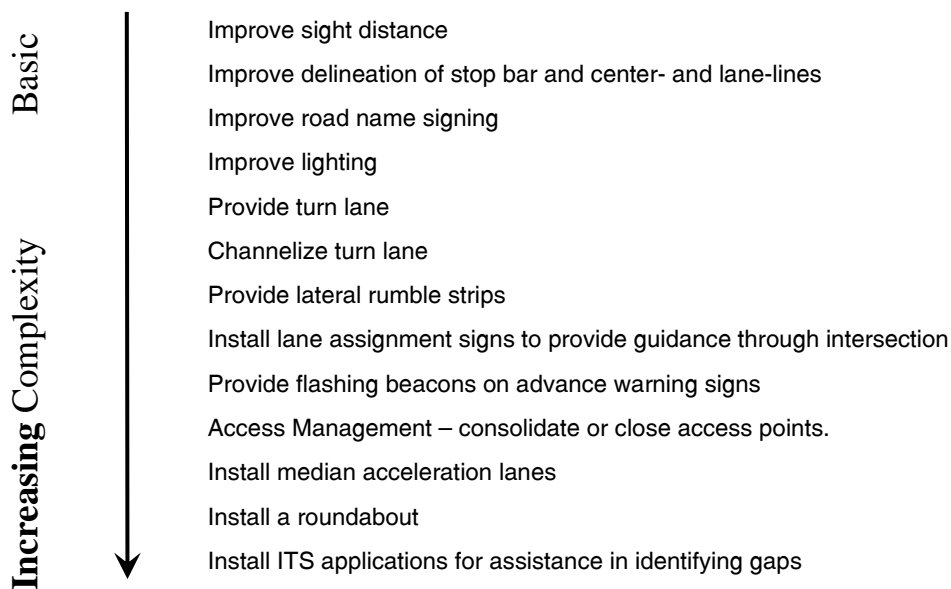 Basic
Increasing Complexity
Improve sight distance
Improve delineation of stop bar and center- and lane-lines
Improve road name signing
Improve lighting
Provide turn lane
Channelize turn lane
Provide lateral rumble strips
Install lane assignment signs to provide guidance through intersection
Provide flashing beacons on advance warning signs
Access Management – consolidate or close access points.
Install median acceleration lanes
Install a roundabout
Install ITS applications for assistance in identifying gaps